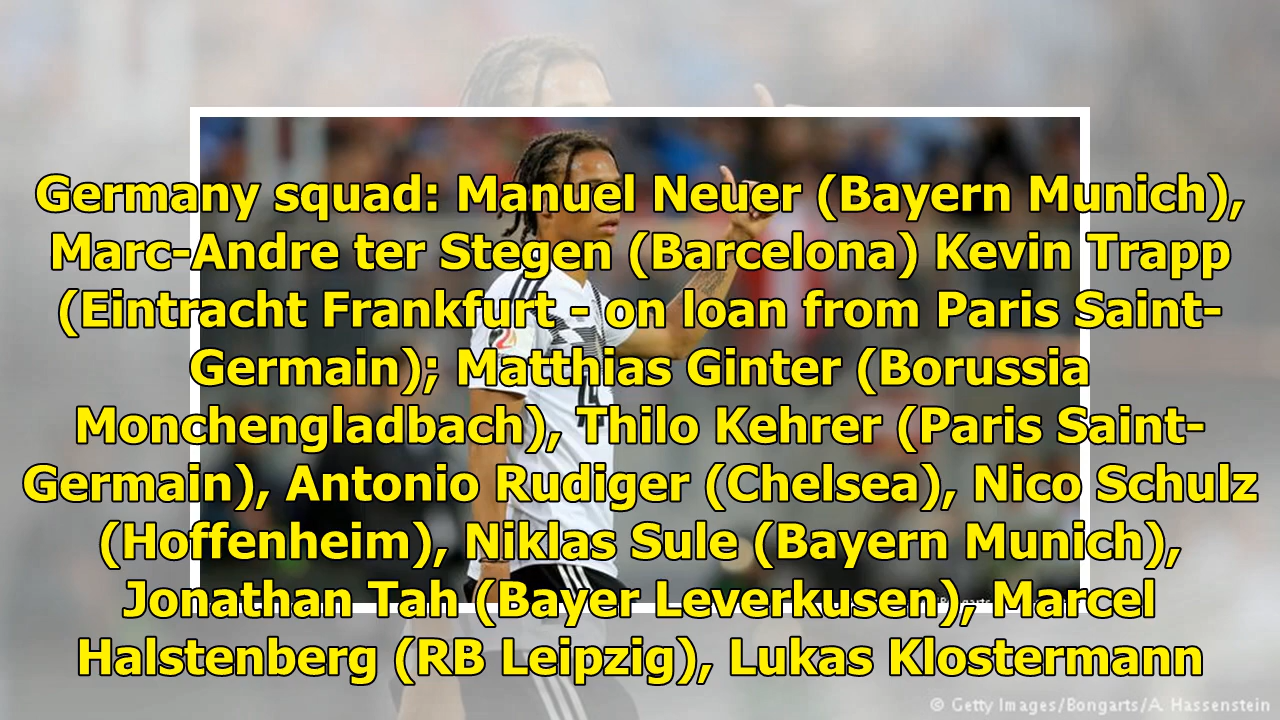 Germany squad: Manuel Neuer (Bayern Munich),
Marc-Andre ter Stegen (Barcelona) Kevin Trapp
(Eintracht Frankfurt - on loan from Paris Saint-
Germain); Matthias Ginter (Borussia
Monchengladbach), Thilo Kehrer (Paris Saint-
Germain), Antonio Rudiger (Chelsea), Nico Schulz
(Hoffenheim), Niklas Sule (Bayern Munich),
Jonathan Tah (Bayer Leverkusen), Marcel
Halstenberg (RB Leipzig), Lukas Klostermann
© Getty Images/Bongarts/A. Hassenstein